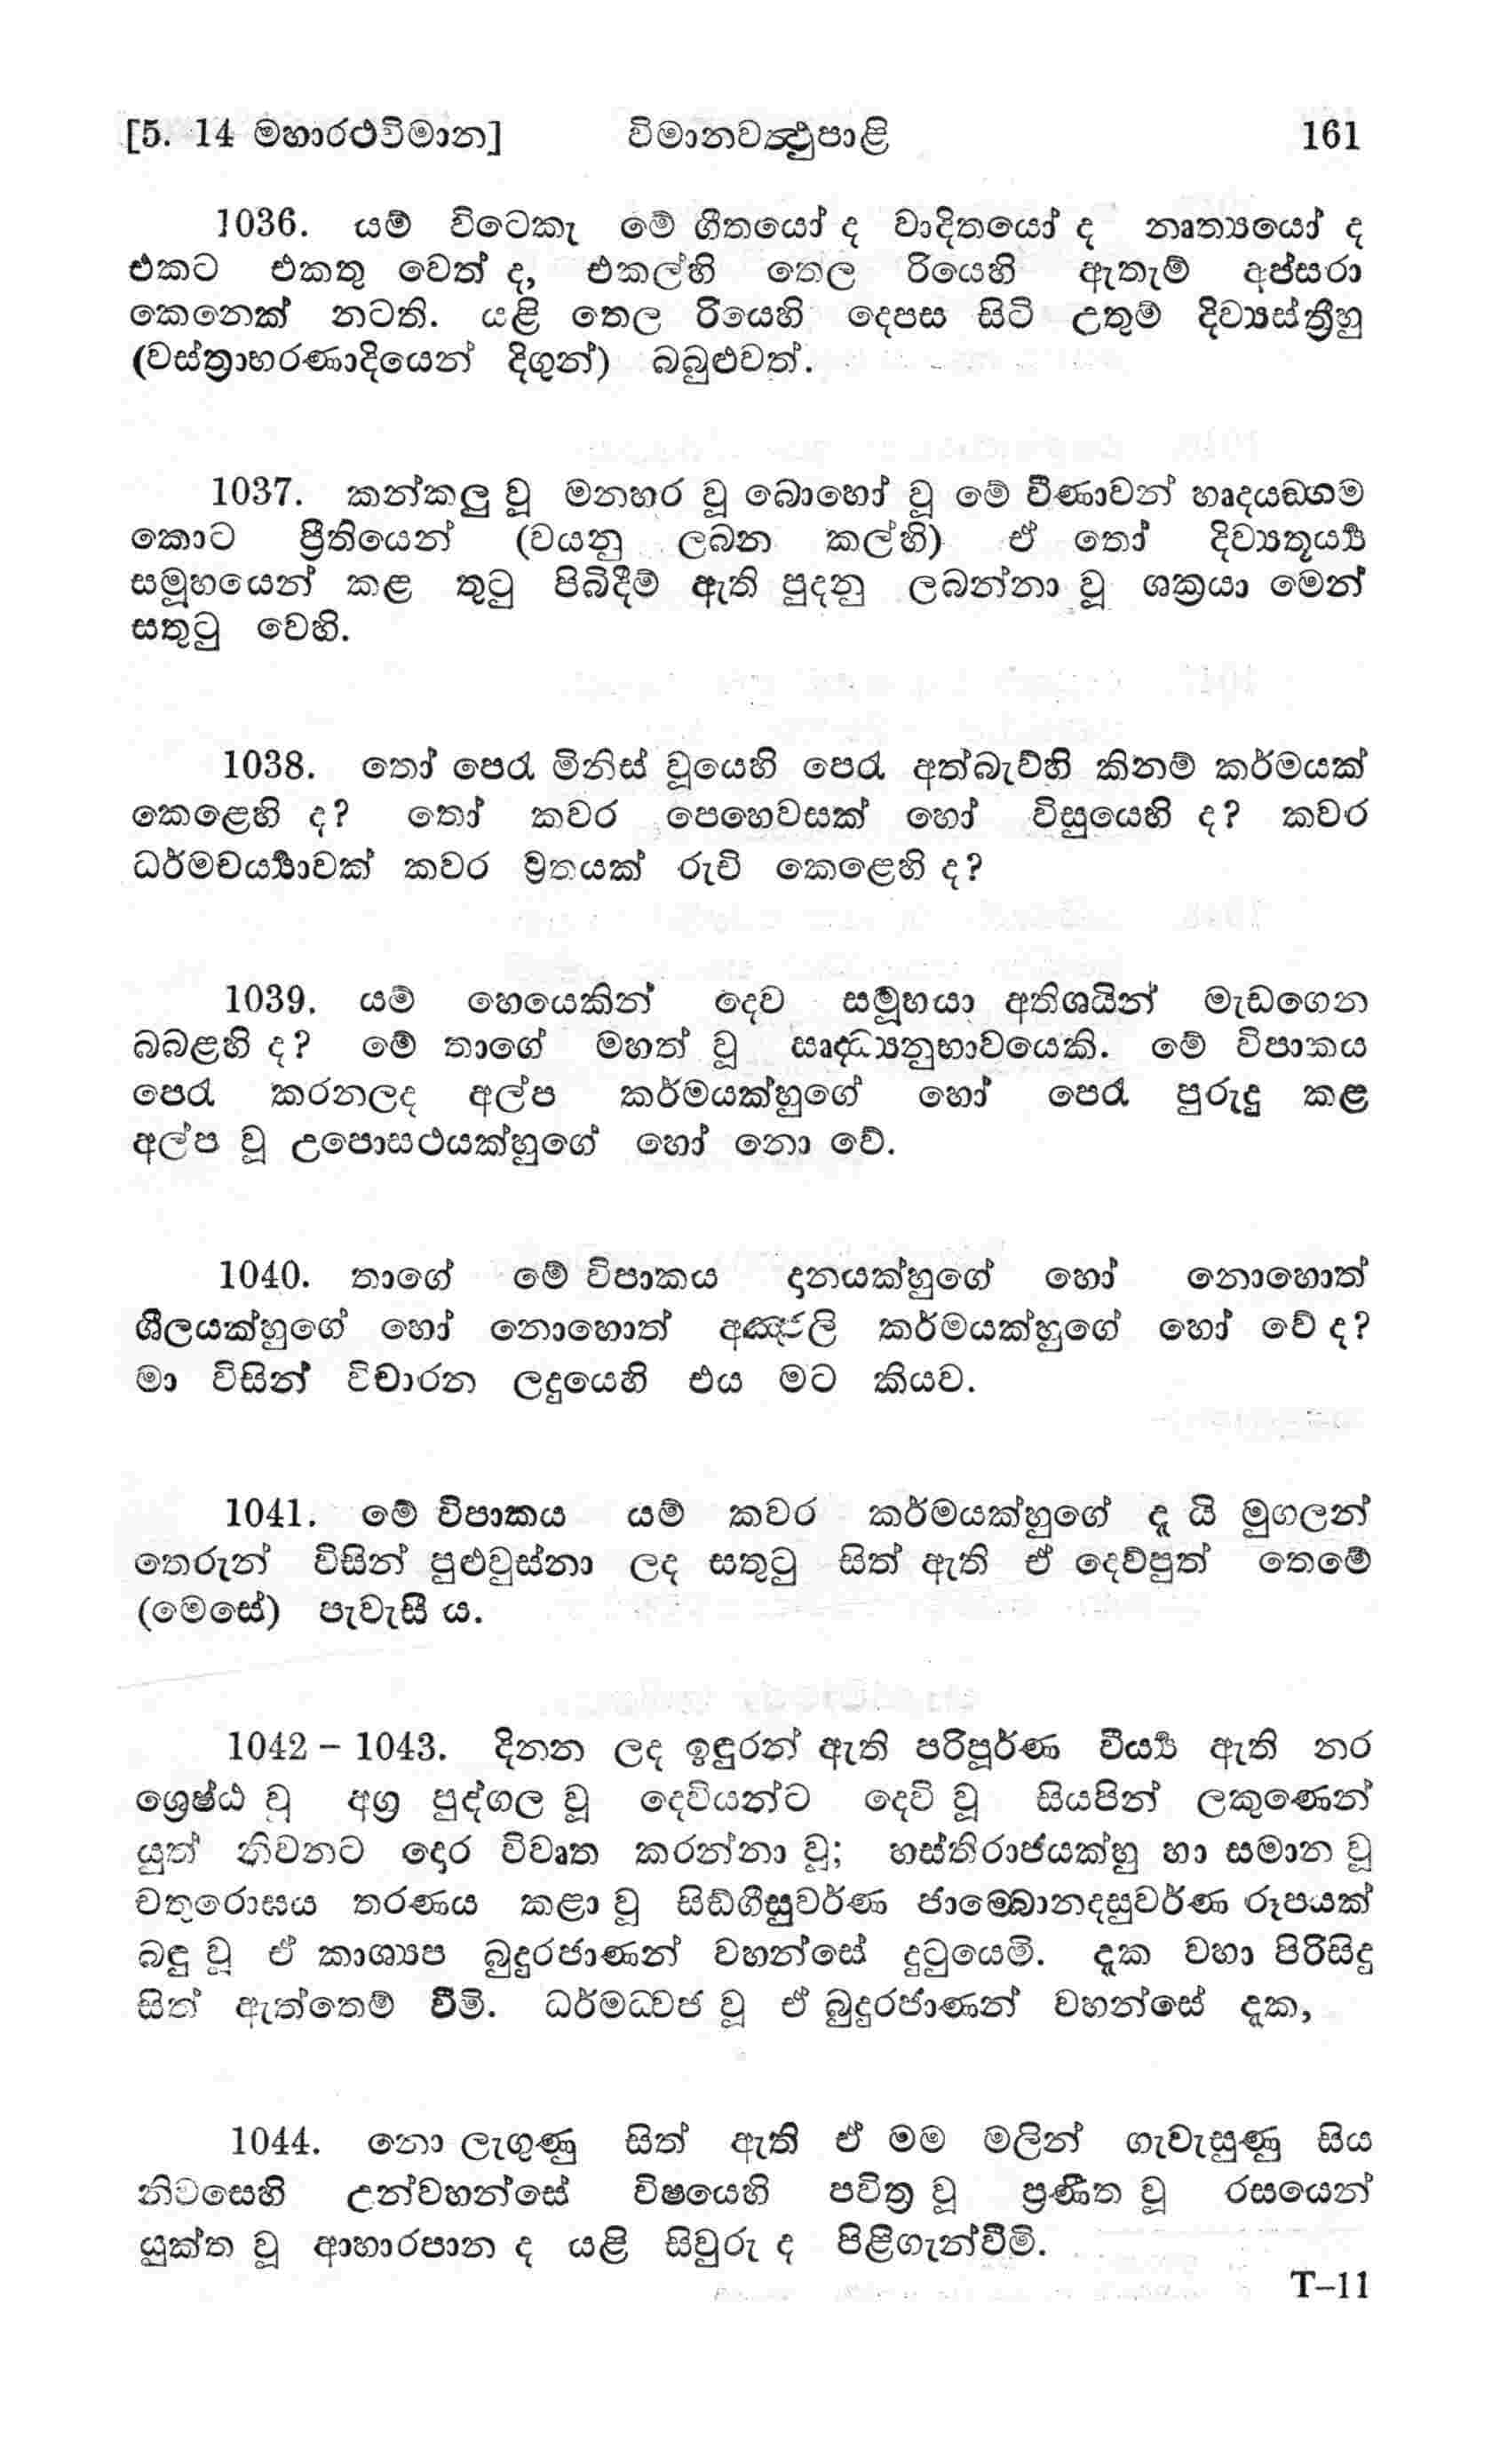 [5. 14 මහාරථවිමාන] විමානවත්‍ථුපාළි 161
1036. යම් විටෙකැ මේ ගීතයෝ ද වාදිතයෝ ද නෘත්‍යයෝ ද
එකට එකතු වෙත් ද, එකල්හි තෙල රියෙහි ඇතැම් අප්සරා
කෙනෙක් නටති. යළි තෙල රියෙහි දෙපස සිටි උතුම් දිව්‍යස්ත්‍රීහු
(වස්ත්‍රාභරණාදියෙන් දිගුන්) බබුළුවත්.
1037. කන්කලු වූ මනහර වූ බොහෝ වූ මේ වීණාවන් හෘදයඞ්ගම
කොට ප්‍රීතියෙන් (වයනු ලබන කල්හි) ඒ තෝ දිව්‍යතූර්‍ය්‍ය
සමූහයෙන් කළ තුටු පිබිදීම් ඇති පුදනු ලබන්නා වූ ශක්‍රයා මෙන්
සතුටු වෙහි.
1038. තෝ පෙරැ මිනිස් වූයෙහි පෙරැ අත්බැව්හි කිනම් කර්මයක්
කෙළෙහි ද? තෝ කවර පෙහෙවසක් හෝ විසුයෙහි ද? කවර
ධර්මචර්‍ය්‍යාවක් කවර ව්‍රතයක් රුචි කෙළෙහි ද?
1039. යම් හෙයෙකින් දෙව සමූහයා අතිශයින් මැඩගෙන
බබළහි ද? මේ තාගේ මහත් වූ සෘද්ධ්‍යනුභාවයෙකි. මේ විපාකය
පෙරැ කරනලද අල්ප කර්මයක්හුගේ හෝ පෙරැ පුරුදු කළ
අල්ප වූ උපොසථයක්හුගේ හෝ නො වේ.
1040. තාගේ මේ විපාකය දානයක්හුගේ හෝ නොහොත්
ශීලයක්හුගේ හෝ නොහොත් අඤ්ජලි කර්මයක්හුගේ හෝ වේ ද?
මා විසින් විචාරන ලදුයෙහි එය මට කියව.
1041. මේ විපාකය යම් කවර කර්මයක්හුගේ දැ යි මුගලන්
තෙරුන් විසින් පුළුවුස්නා ලද සතුටු සිත් ඇති ඒ දෙව්පුත් තෙමේ
(මෙසේ) පැවැසී ය.
1042 – 1043. දිනන ලද ඉඳුරන් ඇති පරිපූර්ණ වීර්‍ය්‍ය ඇති නර
ශ්‍රෙෂ්ඨ වූ අග්‍ර පුද්ගල වූ දෙවියන්ට දෙවි වූ සියපින් ලකුණෙන්
යුත් නිවනට දොර විවෘත කරන්නා වූ; හස්තිරාජයක්හු හා සමාන වූ
චතුරොඝය තරණය කළා වූ සිඞ්ගීසුවර්ණ ජාම්බොනදසුවර්ණ රූපයක්
බඳු වූ ඒ කාශ්‍යප බුදුරජාණන් වහන්සේ දුටුයෙමි. දැක වහා පිරිසිදු
සිත් ඇත්තෙම් වීමි. ධර්මධ්වජ වූ ඒ බුදුරජාණන් වහන්සේ දැක,
1044. නො ලැගුණු සිත් ඇති ඒ මම මලින් ගැවැසුණු සිය
නිවසෙහි උන්වහන්සේ විෂයෙහි පවිත්‍ර වූ ප්‍රණීත වූ රසයෙන්
යුක්ත වූ ආහාරපාන ද යළි සිවුරු ද පිළිගැන්වීමි.
T–11